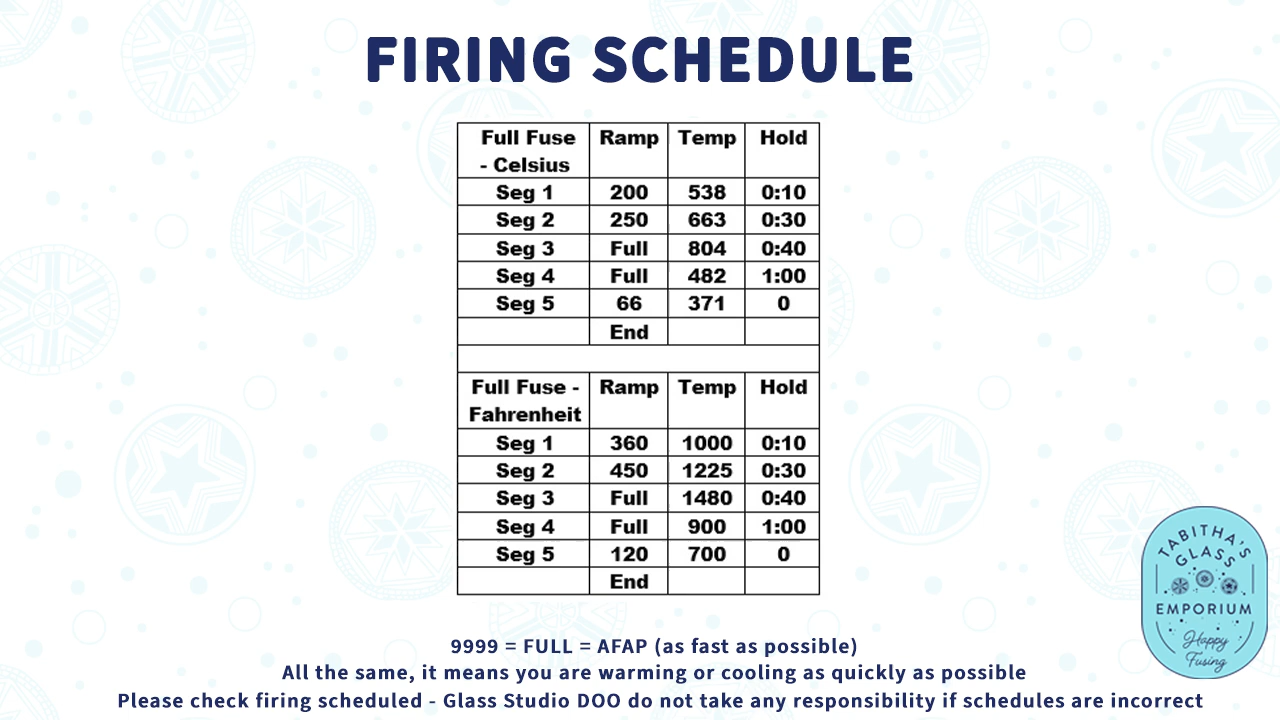 FIRING SCHEDULE
Full Fuse - Celsius Ramp Temp Hold
Seg 1 200 538 0:10
Seg 2 250 663 0:30
Seg 3 Full 804 0:40
Seg 4 Full 482 1:00
Seg 5 66 371 0
End
Full Fuse - Fahrenheit Ramp Temp Hold
Seg 1 360 1000 0:10
Seg 2 450 1225 0:30
Seg 3 Full 1480 0:40
Seg 4 Full 900 1:00
Seg 5 120 700 0
End
9999 = FULL = AFAP (as fast as possible)
All the same, it means you are warming or cooling as quickly as possible
Please check firing scheduled - Glass Studio DOO do not take any responsibility if schedules are incorrect
TABITHA'S
GLASS
EMPORIUM
Happy
Fusing